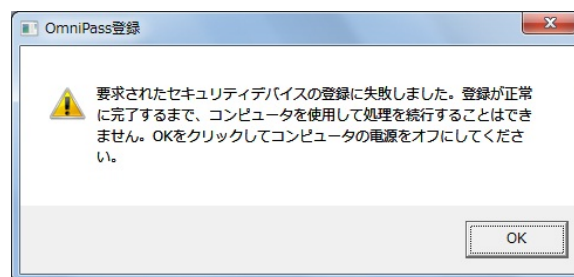 OmniPass登録
要求されたセキュリティデバイスの登録に失敗しました。登録が正常
に完了するまで、コンピュータを使用して処理を続行することはでき
ません。OKをクリックしてコンピュータの電源をオフにしてくださ
い。
OK